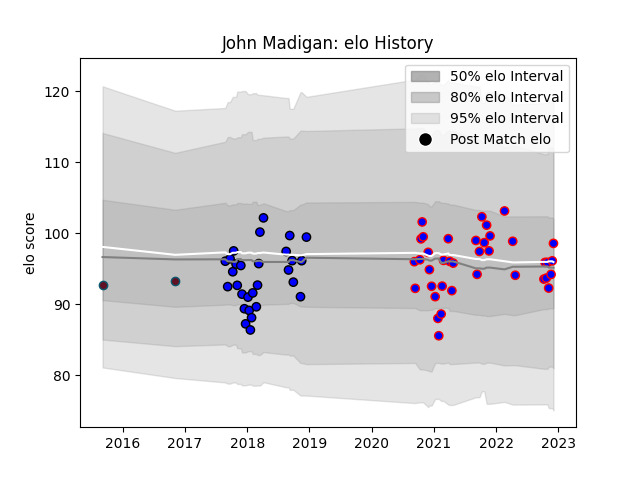 John Madigan: elo History
50% elo Interval
80% elo Interval
95% elo Interval
Post Match elo
elo score
120
110
100
90
80
2016 2017 2018 2019 2020 2021 2022 2023